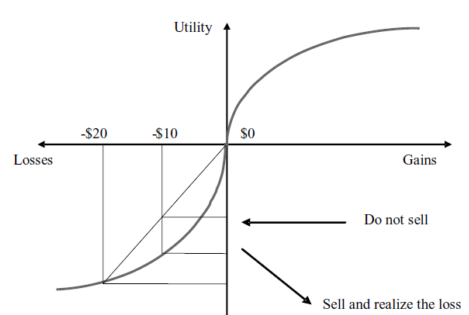 Utility
-$20
-$10
$0
Losses
Gains
Do not sell
Sell and realize the loss